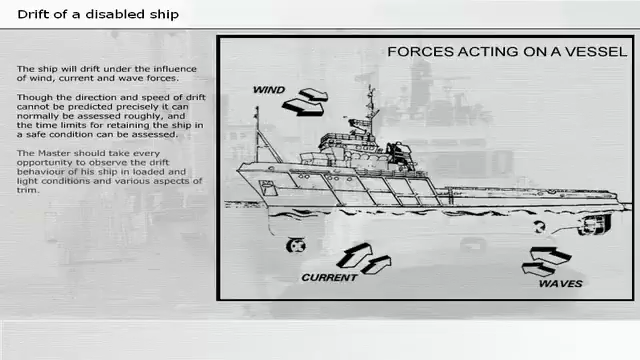 Drift of a disabled ship
The ship will drift under the influence
of wind, current and wave forces.
Though the direction and speed of drift
cannot be predicted precisely it can
normally be assessed roughly, and
the time limits for retaining the ship in
a safe condition can be assessed.
The Master should take every
opportunity to observe the drift
behaviour of his ship in loaded and
light conditions and various aspects of
trim.
FORCES ACTING ON A VESSEL
WIND
CURRENT
WAVES